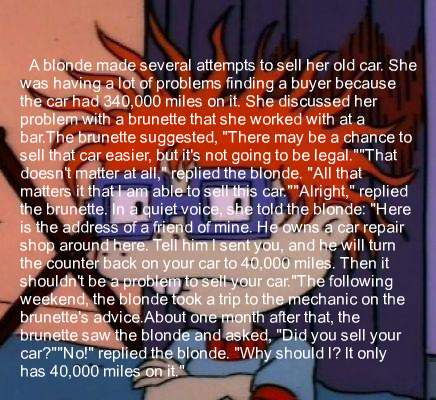 A blonde made several attempts to sell her old car. She
was having a lot of problems finding a buyer because
the car had 340,000 miles on it. She discussed her
problem with a brunette that she worked with at a
bar.The brunette suggested, "There may be a chance to
sell that car easier, but it's not going to be legal.""That
doesn't matter at all," replied the blonde. "All that
matters it that I am able to sell this car.""Alright," replied
the brunette. In a quiet voice, she told the blonde: "Here
is the address of a friend of mine. He owns a car repair
shop around here. Tell him I sent you, and he will turn
the counter back on your car to 40,000 miles. Then it
shouldn't be a problem to sell your car."The following
weekend, the blonde took a trip to the mechanic on the
brunette's advice.About one month after that, the
brunette saw the blonde and asked, "Did you sell your
car?""No!" replied the blonde. "Why should I? It only
has 40,000 miles on it."